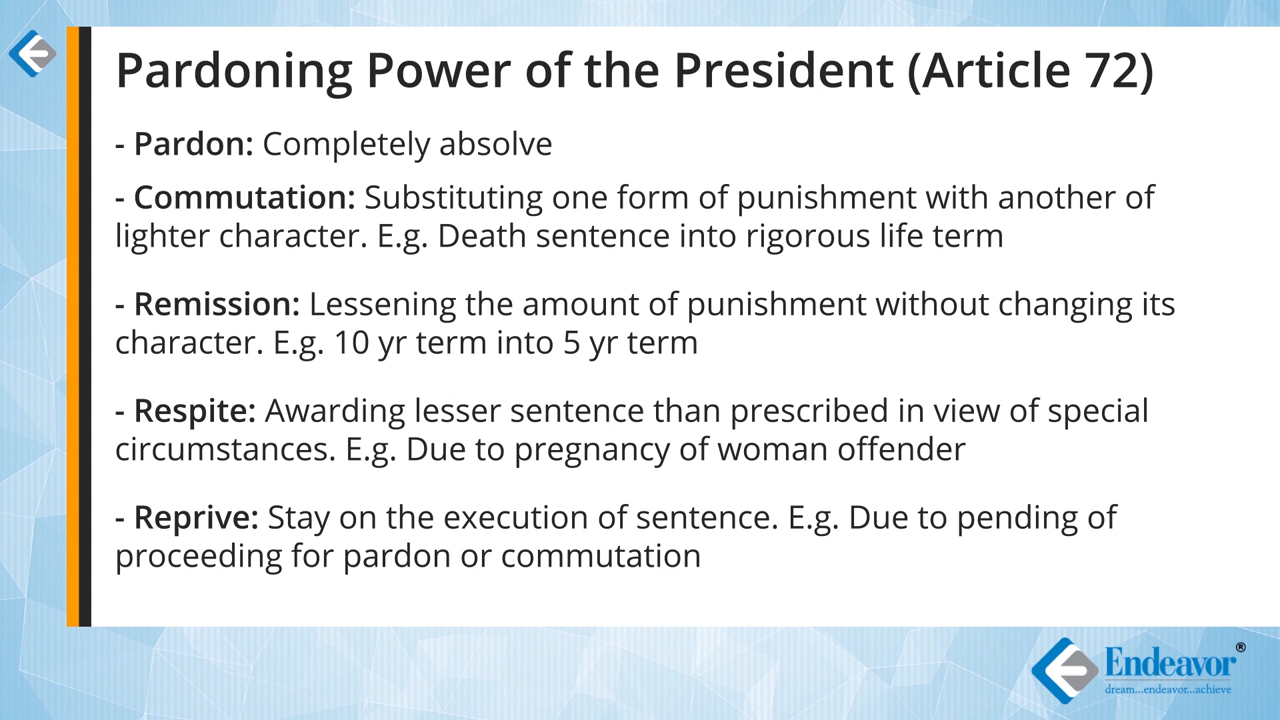 Pardoning Power of the President (Article 72)
- Pardon: Completely absolve
- Commutation: Substituting one form of punishment with another of
lighter character. E.g. Death sentence into rigorous life term
- Remission: Lessening the amount of punishment without changing its
character. E.g. 10 yr term into 5 yr term
- Respite: Awarding lesser sentence than prescribed in view of special
circumstances. E.g. Due to pregnancy of woman offender
- Reprive: Stay on the execution of sentence. E.g. Due to pending of
proceeding for pardon or commutation
Endeavor®
dream...endeavor...achieve